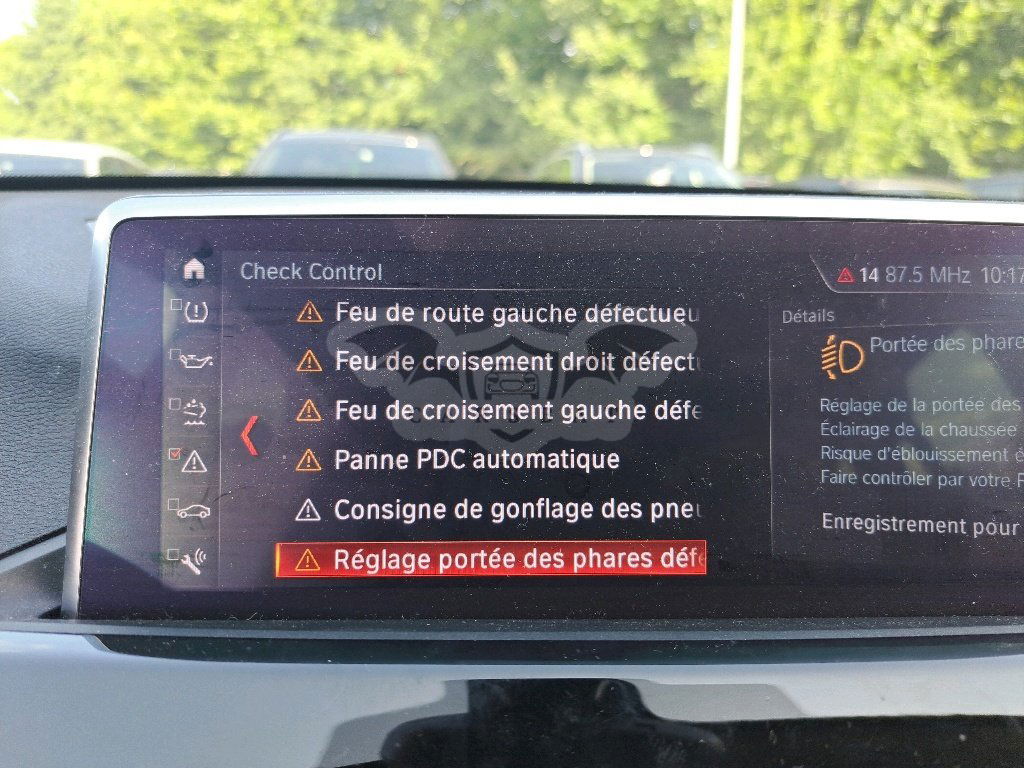 Check Control
14 87.5 MHz 10:17
Feu de route gauche défectueu
Feu de croisement droit défect
Feu de croisement gauche défe
Panne PDC automatique
Consigne de gonflage des pneu
Réglage portée des phares défe
Détails
Portée des phares
Réglage de la portée des
Éclairage de la chaussée
Risque d'éblouissement é
Faire contrôler par votre P
Enregistrement pour